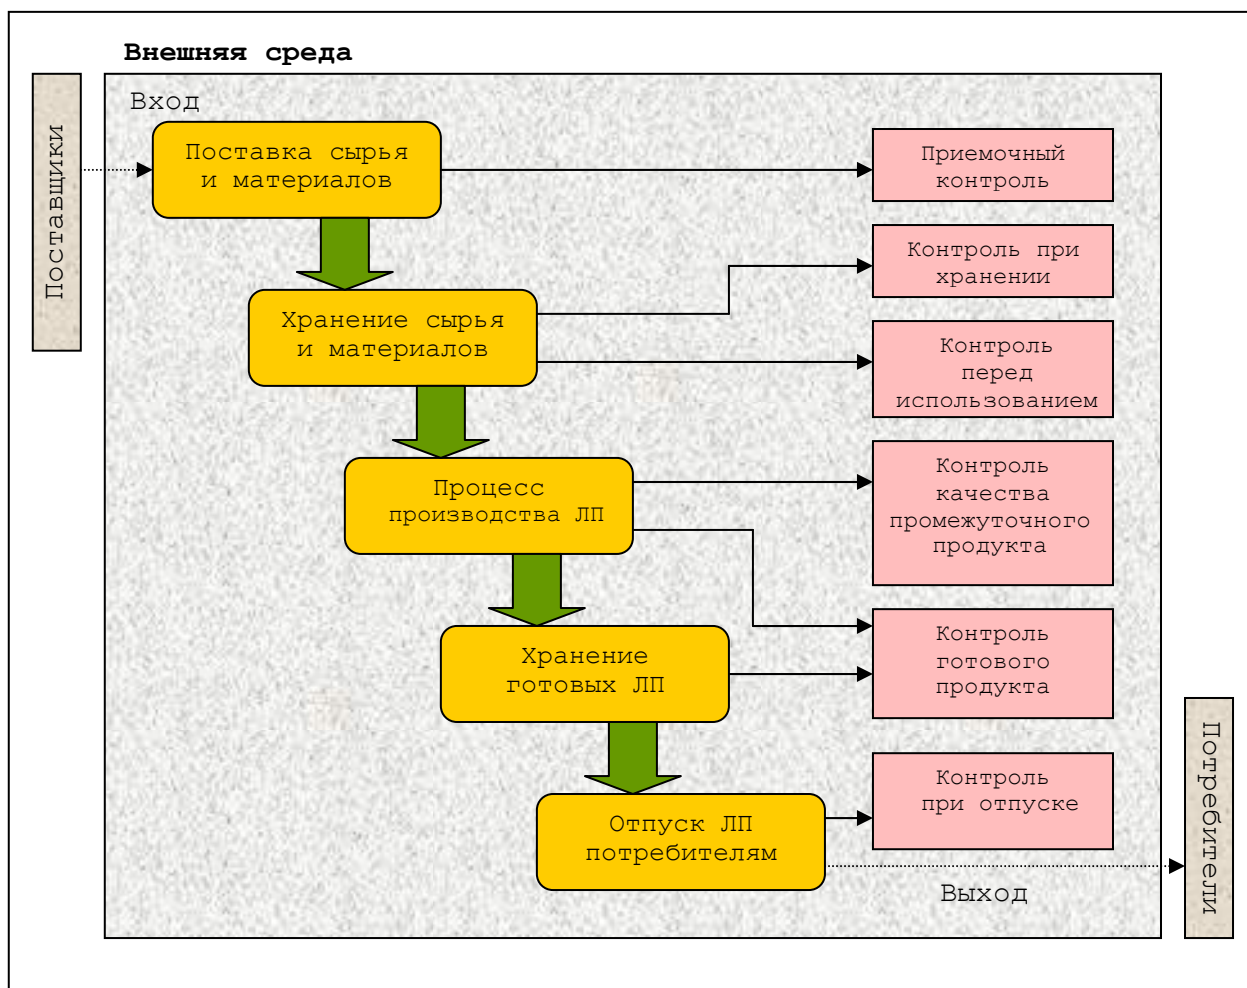 Внешняя среда
Поставщики
Вход
Поставка сырья
и материалов
Приемочный
контроль
Хранение сырья
и материалов
Контроль при
хранении
Контроль
перед
использованием
Процесс
производства ЛП
Контроль
качества
промежуточного
продукта
Хранение
готовых ЛП
Контроль
готового
продукта
Отпуск ЛП
потребителям
Контроль
при отпуске
Выход
Потребители